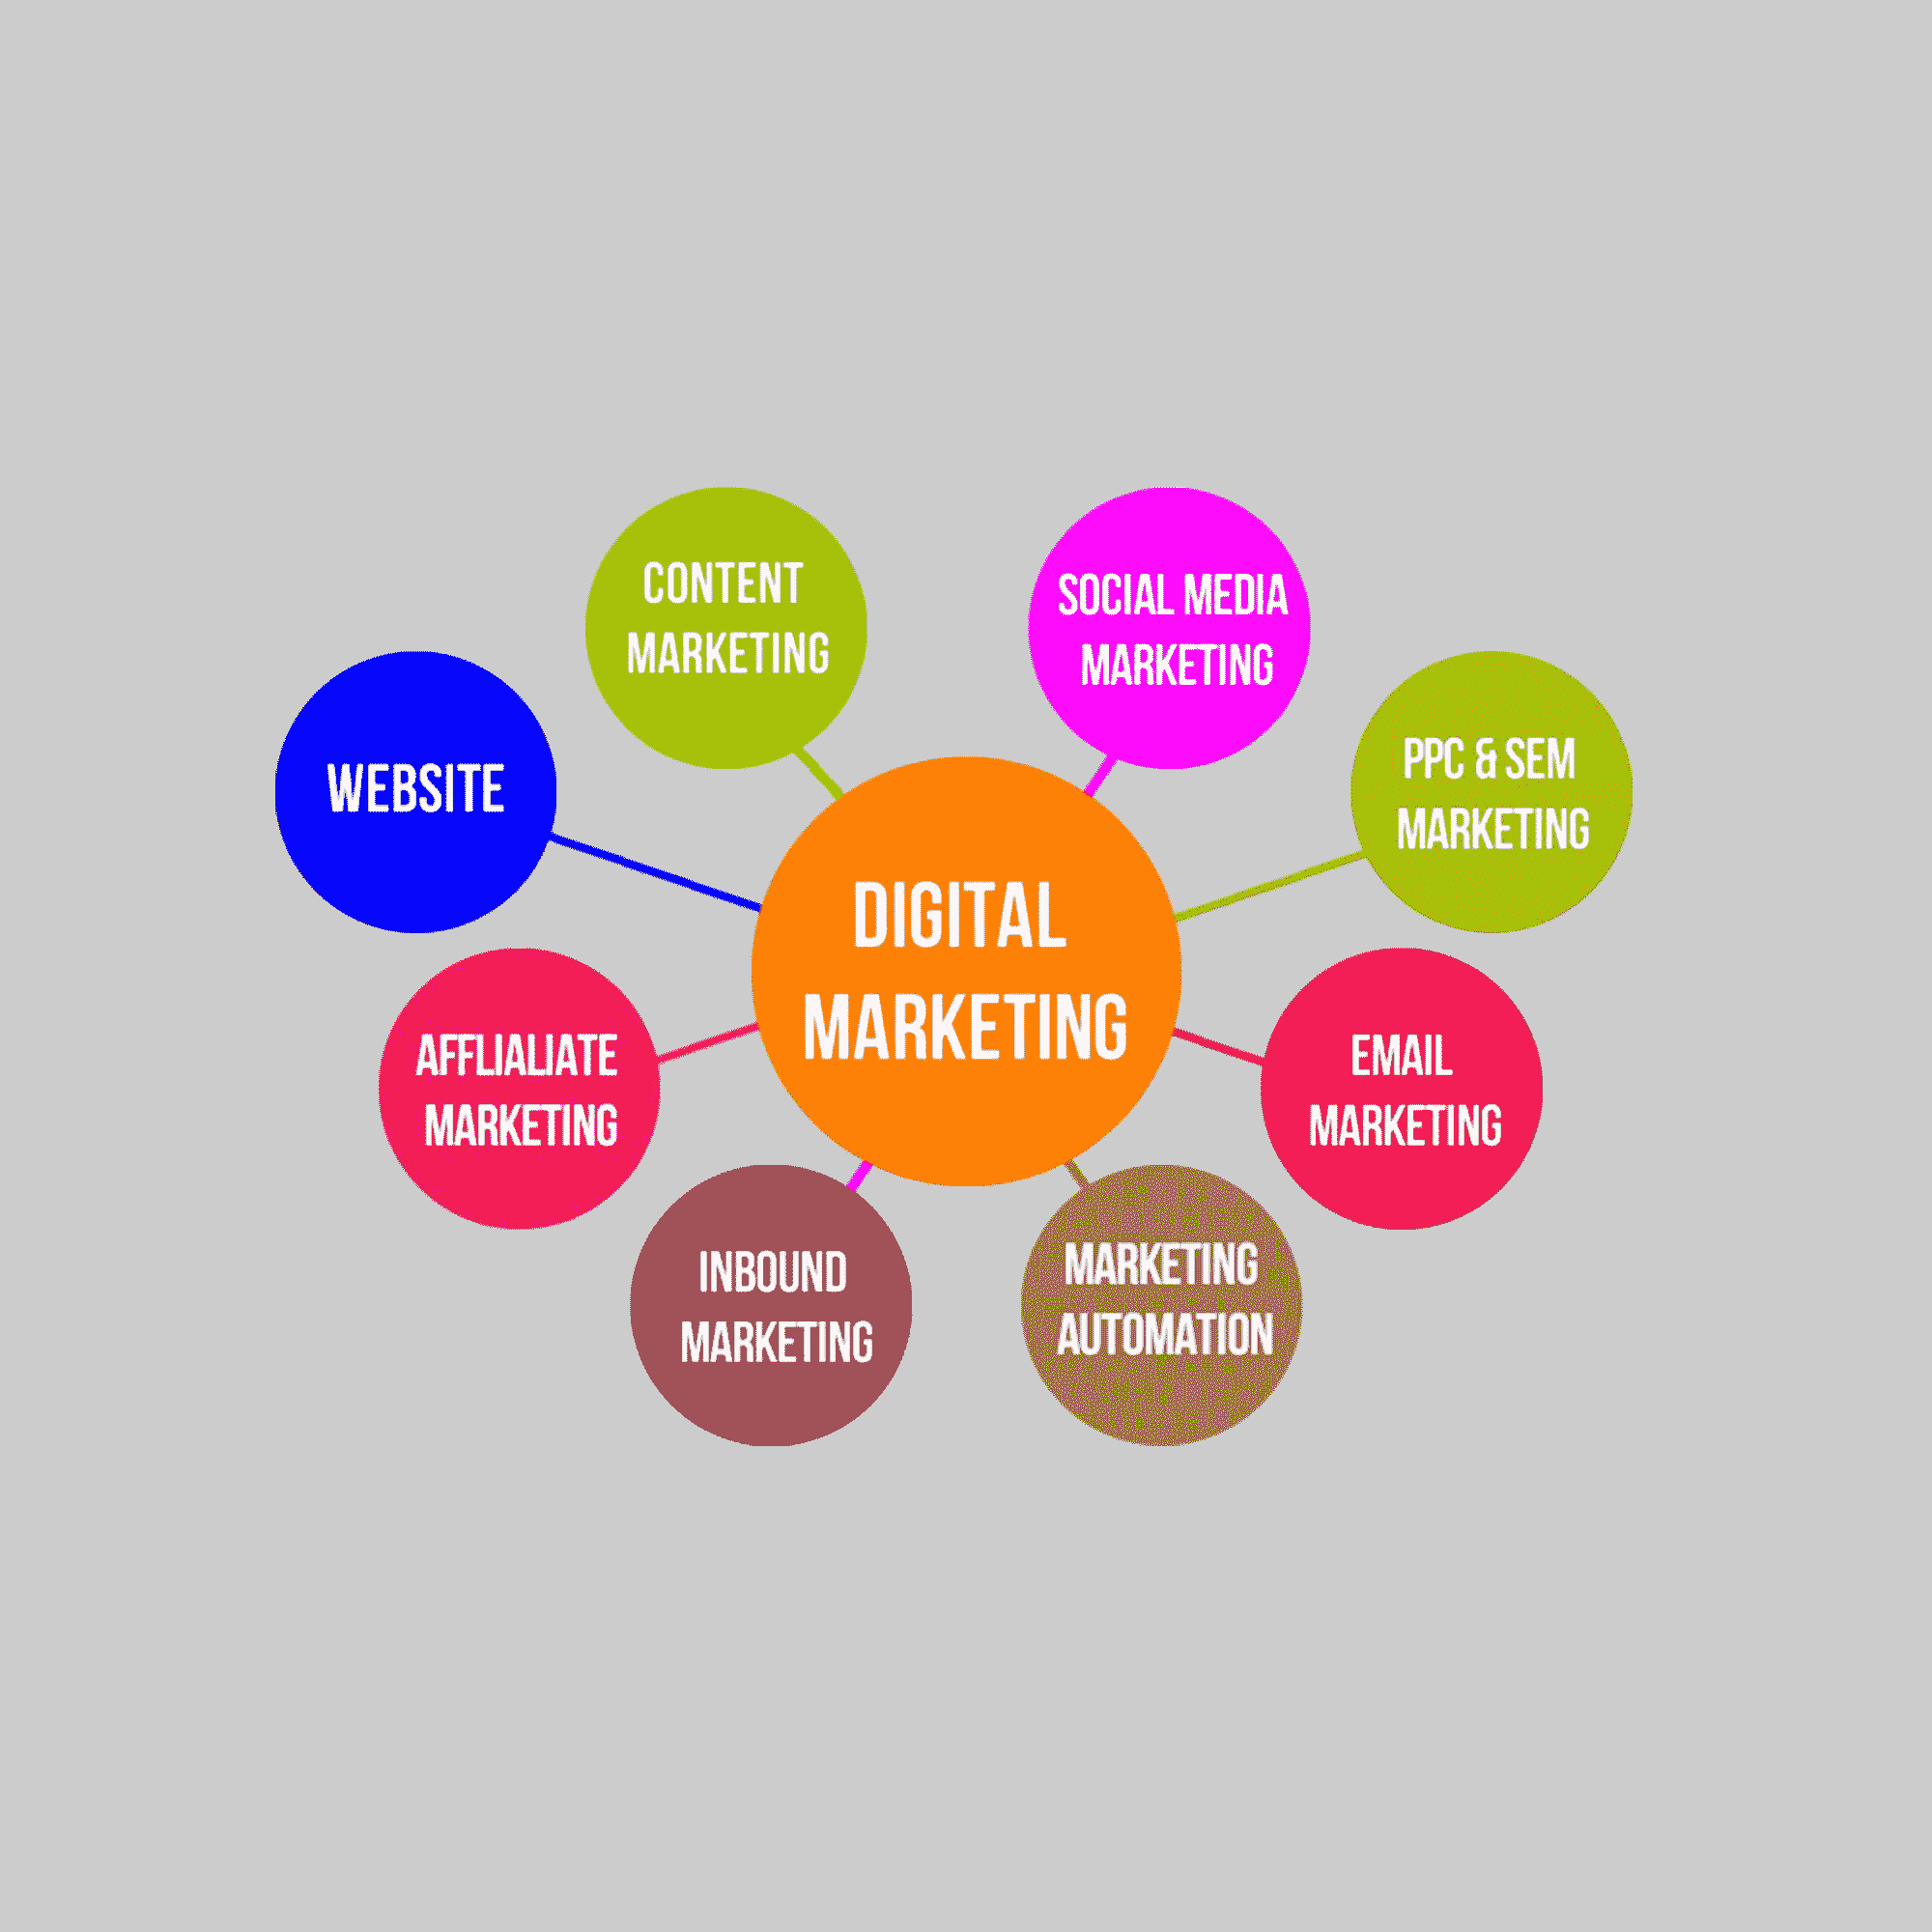 CONTENT
MARKETING
SOCIAL MEDIA
MARKETING
WEBSITE
PPC & SEM
MARKETING
DIGITAL
MARKETING
AFFLIALIATE
MARKETING
EMAIL
MARKETING
INBOUND
MARKETING
MARKETING
AUTOMATION